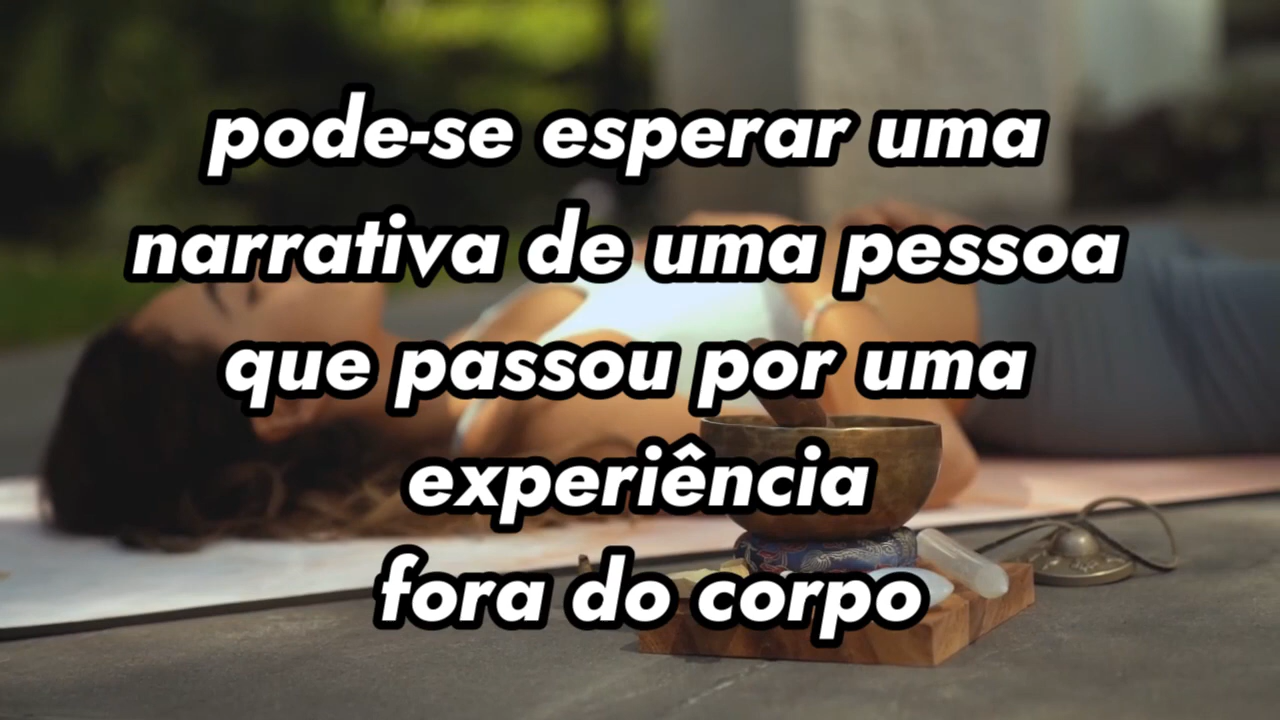 pode-se esperar uma
narrativa de uma pessoa
que passou por uma
experiência
fora do corpo